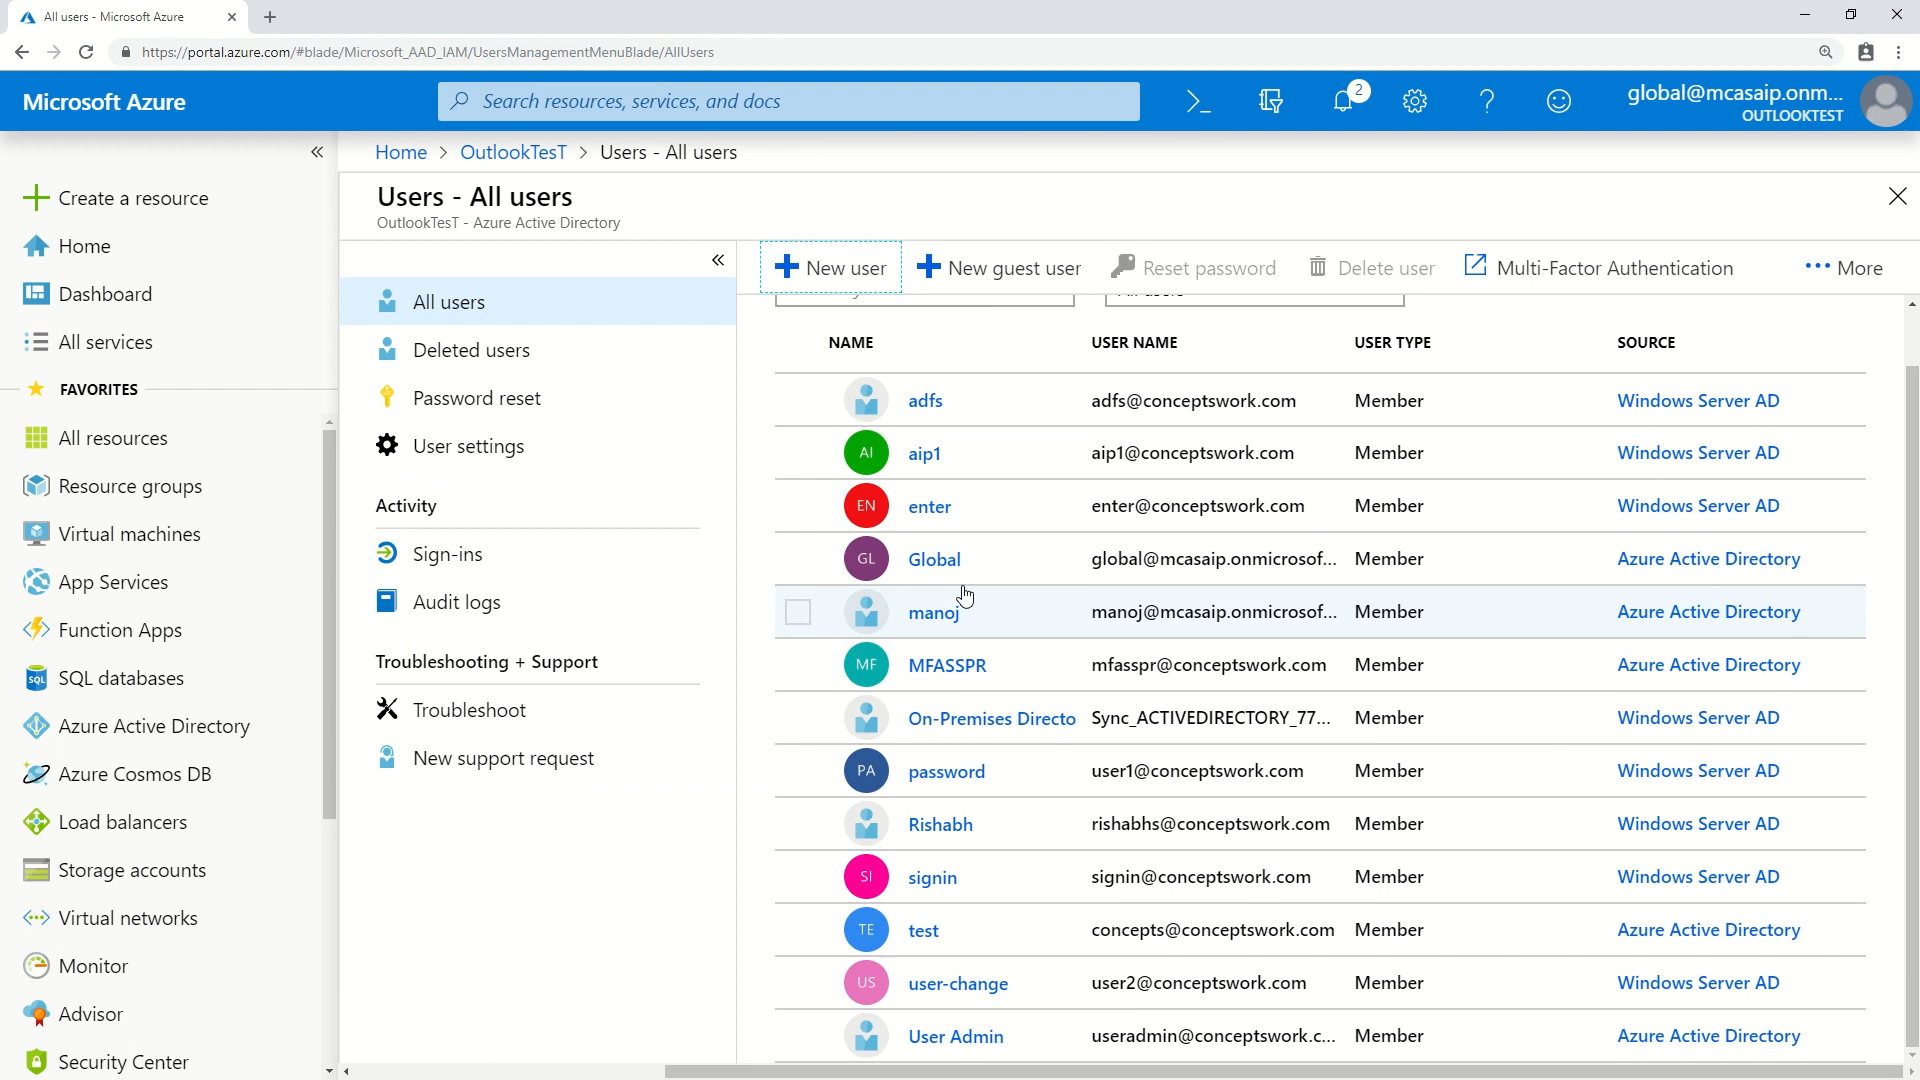 All users - Microsoft Azure
https://portal.azure.com/#blade/Microsoft_AAD_IAM/UsersManagementMenuBlade/AllUsers
Microsoft Azure
Search resources, services, and docs
2
global@mcasaip.onm...
OUTLOOKTEST
Home > OutlookTesT > Users - All users
Users - All users
OutlookTesT - Azure Active Directory
Create a resource
Home
Dashboard
All services
FAVORITES
All resources
Resource groups
Virtual machines
App Services
Function Apps
SQL databases
Azure Active Directory
Azure Cosmos DB
Load balancers
Storage accounts
Virtual networks
Monitor
Advisor
Security Center
All users
Deleted users
Password reset
User settings
Activity
Sign-ins
Audit logs
Troubleshooting + Support
Troubleshoot
New support request
New user New guest user Reset password Delete user Multi-Factor Authentication More
NAME USER NAME USER TYPE SOURCE
adfs adfs@conceptswork.com Member Windows Server AD
AI aip1 aip1@conceptswork.com Member Windows Server AD
EN enter enter@conceptswork.com Member Windows Server AD
GL Global global@mcasaip.onmicrosof... Member Azure Active Directory
manoj manoj@mcasaip.onmicrosof... Member Azure Active Directory
MF MFASSPR mfasspr@conceptswork.com Member Azure Active Directory
On-Premises Directo Sync_ACTIVEDIRECTORY_77... Member Windows Server AD
PA password user1@conceptswork.com Member Windows Server AD
Rishabh rishabhs@conceptswork.com Member Windows Server AD
SI signin signin@conceptswork.com Member Windows Server AD
TE test concepts@conceptswork.com Member Azure Active Directory
US user-change user2@conceptswork.com Member Windows Server AD
User Admin useradmin@conceptswork.c... Member Azure Active Directory